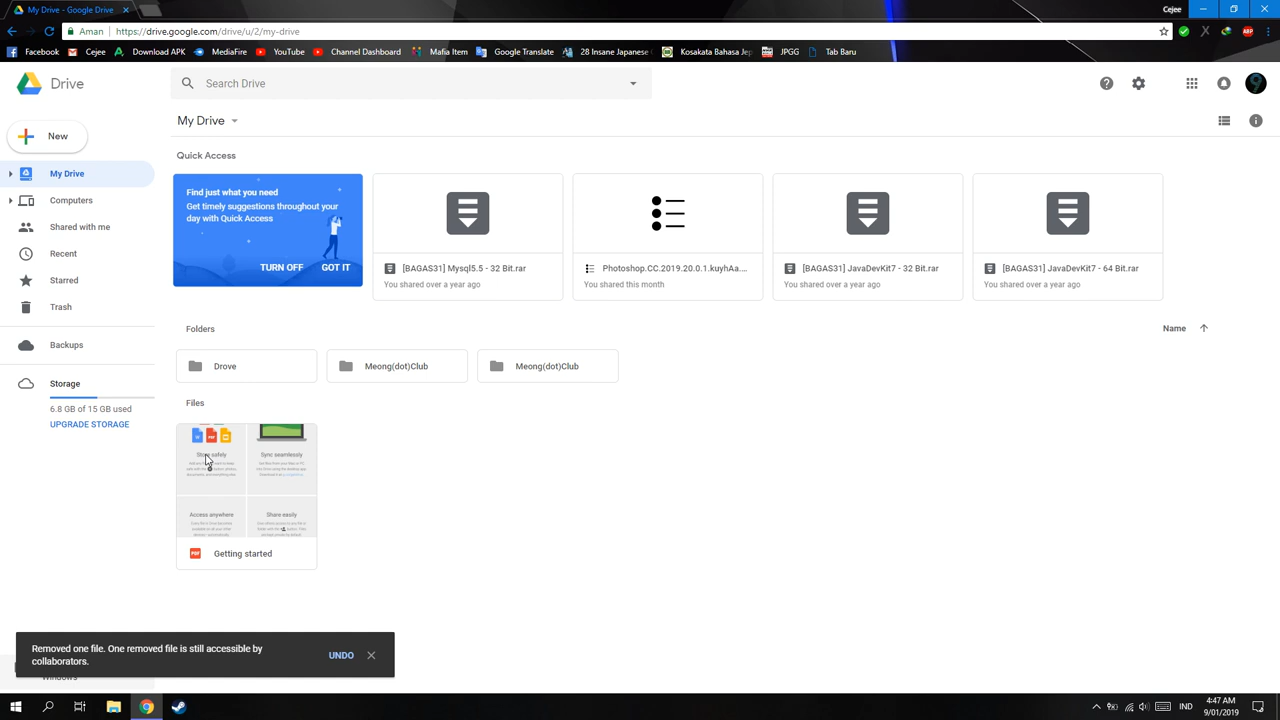 My Drive - Google Drive
Cejee
Aman
https://drive.google.com/drive/u/2/my-drive
Facebook
Cejee
Download APK
MediaFire
YouTube
Channel Dashboard
Mafia Item
Google Translate
28 Insane Japanese
Kosakata Bahasa Jep
JPGG
Tab Baru
Drive
Search Drive
New
My Drive
My Drive
Computers
Shared with me
Recent
Starred
Trash
Backups
Storage
6.8 GB of 15 GB used
UPGRADE STORAGE
Quick Access
Find just what you need
Get timely suggestions throughout your
day with Quick Access
TURN OFF
GOT IT
[BAGAS31] Mysql5.5 - 32 Bit.rar
You shared over a year ago
Photoshop.CC.2019.20.0.1.kuyhAa....
You shared this month
[BAGAS31] JavaDevKit7 - 32 Bit.rar
You shared over a year ago
[BAGAS31] JavaDevKit7 - 64 Bit.rar
You shared over a year ago
Folders
Name
Drove
Meong(dot)Club
Meong(dot)Club
Files
Store safely
Sync seamlessly
Access anywhere
Share easily
PDF
Getting started
Removed one file. One removed file is still accessible by
collaborators.
UNDO
Windows
IND
4:47 AM
9/01/2019